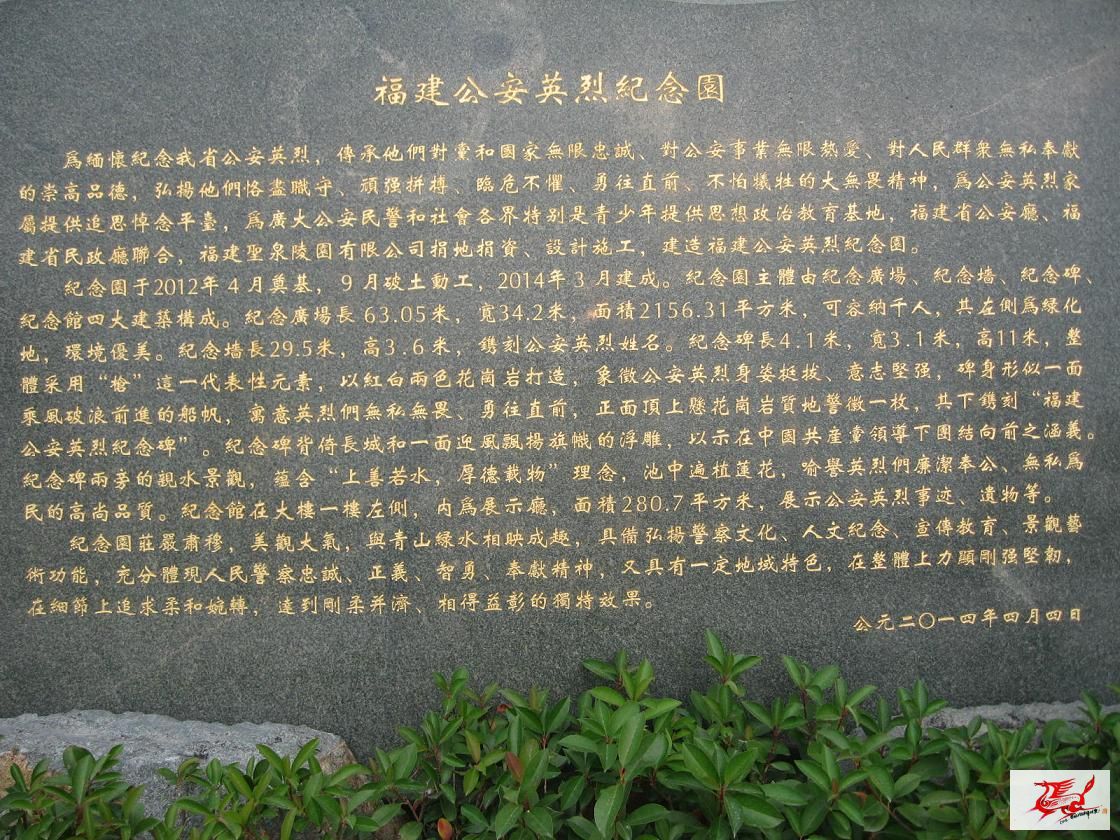 福建公安英烈紀念園
爲緬懷紀念我省公安英烈，傳承他們對黨和國家無限忠誠、對公安事業無限熱愛、對人民群衆無私奉獻
的崇高品德，弘揚他們恪盡職守、頑强拼搏、臨危不懼、勇往直前、不怕犧牲的大無畏精神，爲公安英烈家
屬提供追思悼念平臺，爲廣大公安民警和社會各界特别是青少年提供思想政治教育基地，福建省公安廳、福
建省民政廳聯合，福建聖泉陵園有限公司捐地捐資、設計施工，建造福建公安英烈紀念園。
紀念園于2012年4月奠基，9月破土動工，2014年3月建成。紀念園主體由紀念廣場、紀念墻、紀念碑、
紀念館四大建築構成。紀念廣場長63.05米，寬34.2米，面積2156.31平方米，可容納千人，其左側爲緑化
地，環境優美。紀念墻長29.5米，高3.6米，鎸刻公安英烈姓名。紀念碑長4.1米，寬3.1米，高11米，整
體采用“槍”這一代表性元素，以紅白兩色花崗岩打造，象徵公安英烈身姿挺拔、意志堅强，碑身形似一面
乘風破浪前進的船帆，寓意英烈們無私無畏、勇往直前，正面頂上懸花崗岩質地警徽一枚，其下鎸刻“福建
公安英烈紀念碑”。紀念碑背倚長城和一面迎風飄揚旗幟的浮雕，以示在中國共産黨領導下團結向前之涵義。
紀念碑兩旁的親水景觀，蕴含“上善若水，厚德載物”理念，池中遍植蓮花，喻譽英烈們廉潔奉公、無私爲
民的高尚品質。紀念館在大樓一樓左側，内爲展示廳，面積280.7平方米，展示公安英烈事迹、遺物等。
紀念園莊嚴肅穆，美觀大氣，與青山緑水相映成趣，具備弘揚警察文化、人文紀念、宣傳教育、景觀藝
術功能，充分體現人民警察忠誠、正義、智勇、奉獻精神，又具有一定地域特色，在整體上力顯剛强堅韌，
在細節上追求柔和婉轉，達到剛柔并濟、相得益彰的獨特效果。
公元二〇一四年四月四日